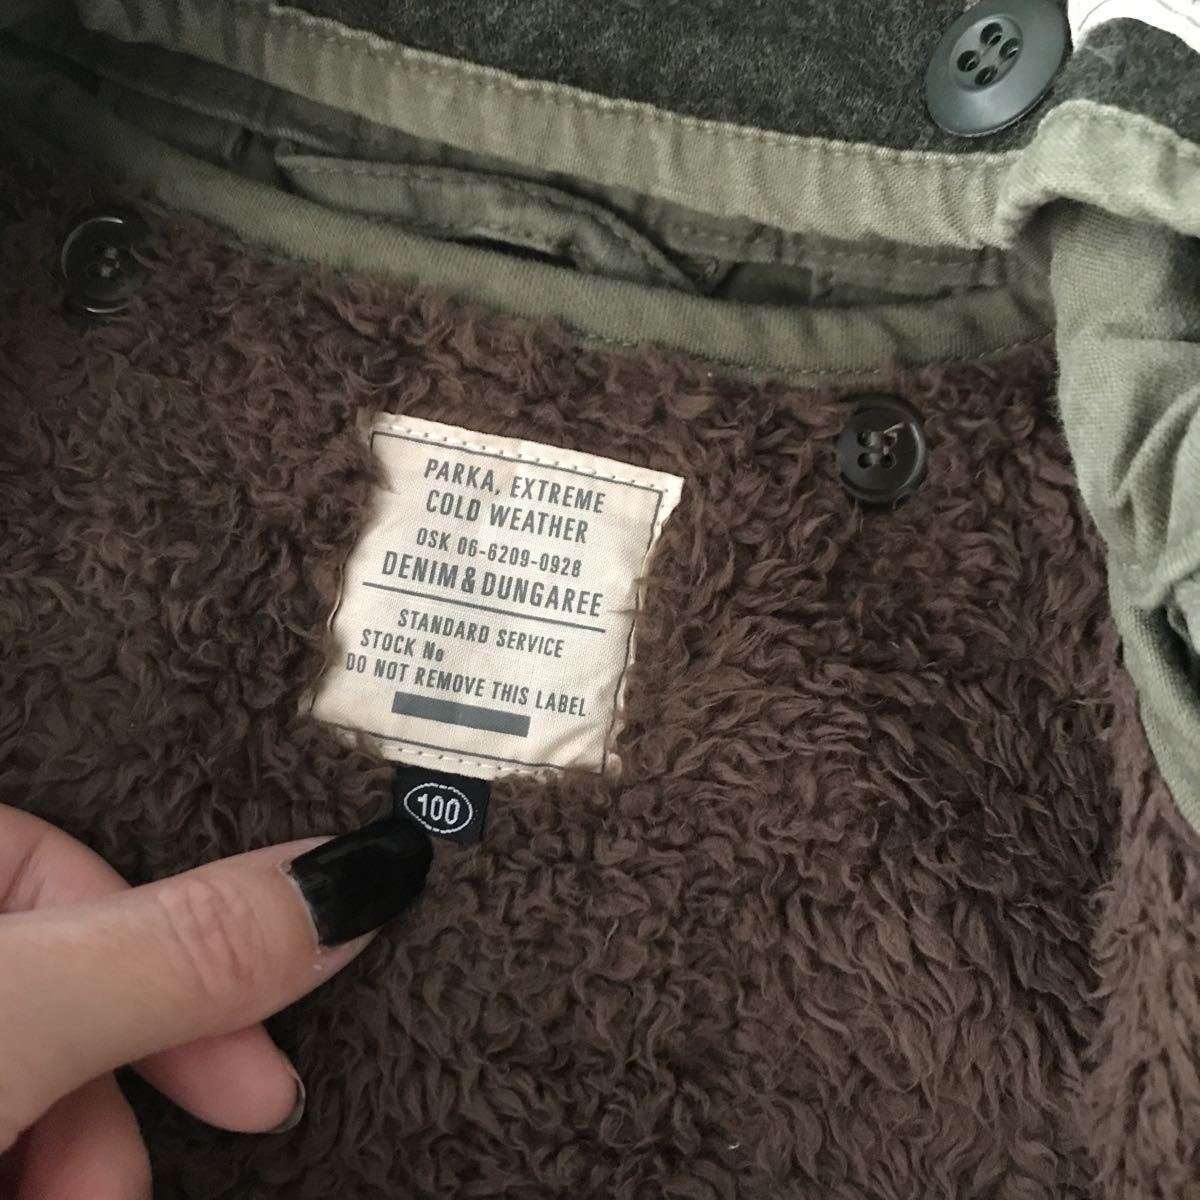 PARKA, EXTREME
COLD WEATHER
OSK 06-6209-0928
DENIM & DUNGAREE
STANDARD SERVICE
STOCK No
DO NOT REMOVE THIS LABEL
100